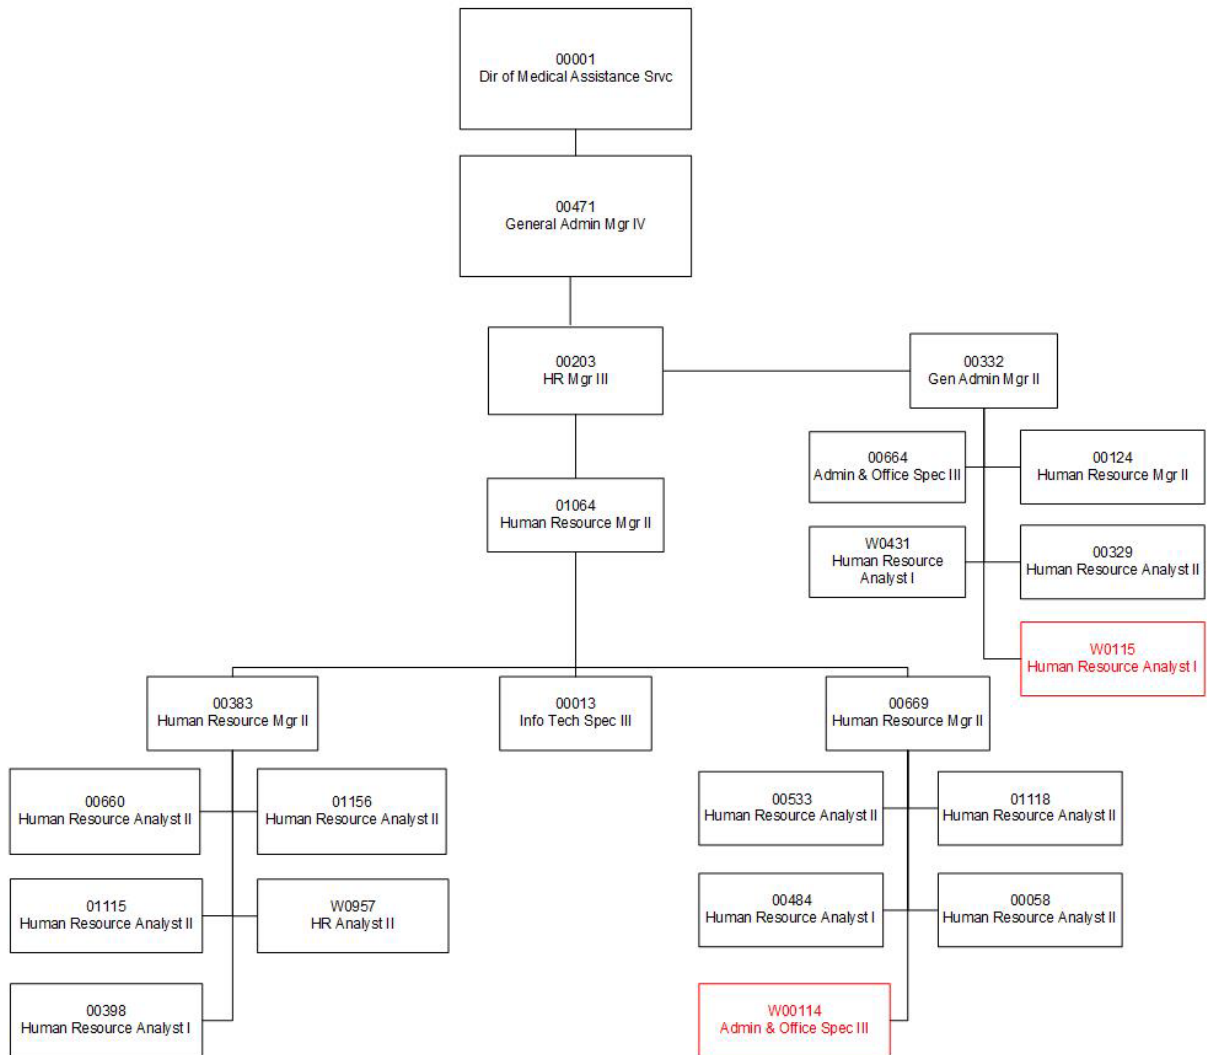 00001
Dir of Medical Assistance Srvc
00471
General Admin Mgr IV
00203
HR Mgr III
00332
Gen Admin Mgr II
00664
Admin & Office Spec III
00124
Human Resource Mgr II
01064
Human Resource Mgr II
W0431
Human Resource
Analyst I
00329
Human Resource Analyst II
W0115
Human Resource Analyst I
00383
Human Resource Mgr II
00013
Info Tech Spec III
00669
Human Resource Mgr II
00660
Human Resource Analyst II
01156
Human Resource Analyst II
00533
Human Resource Analyst II
01118
Human Resource Analyst II
01115
Human Resource Analyst II
W0957
HR Analyst II
00484
Human Resource Analyst I
00058
Human Resource Analyst II
00398
Human Resource Analyst I
W00114
Admin & Office Spec III